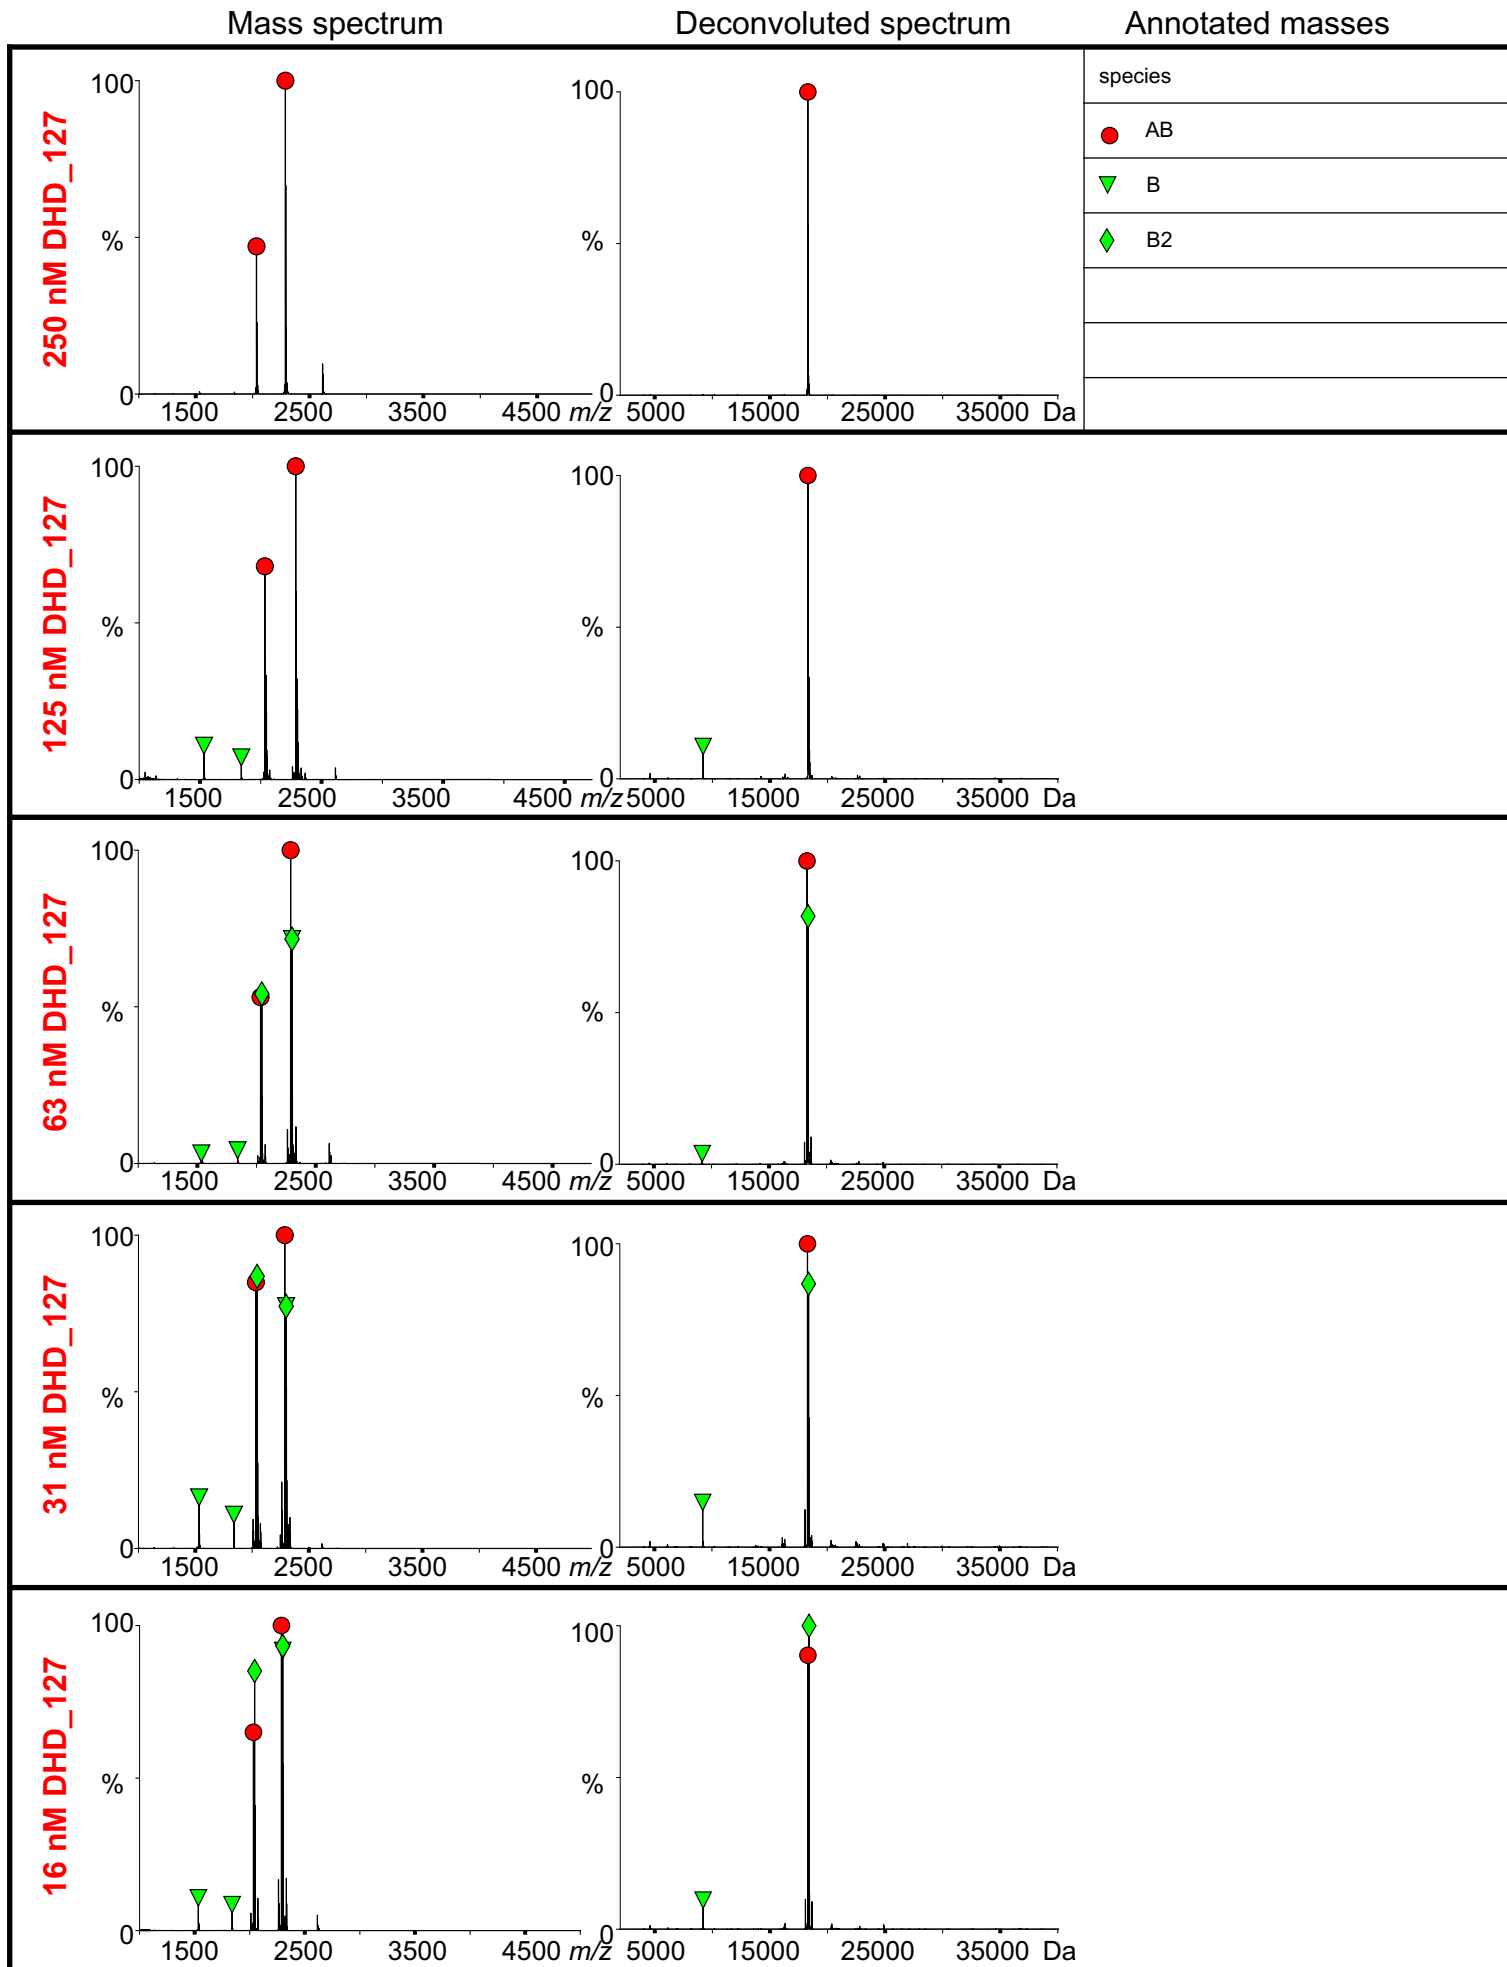 Mass spectrum Deconvoluted spectrum Annotated masses
250 nM DHD_127
100
%
0
1500 2500 3500 4500 m/z
100
%
0
5000 15000 25000 35000 Da
species
AB
B
B2
125 nM DHD_127
100
%
0
1500 2500 3500 4500 m/z
100
%
0
5000 15000 25000 35000 Da
63 nM DHD_127
100
%
0
1500 2500 3500 4500 m/z
100
%
0
5000 15000 25000 35000 Da
31 nM DHD_127
100
%
0
1500 2500 3500 4500 m/z
100
%
0
5000 15000 25000 35000 Da
16 nM DHD_127
100
%
0
1500 2500 3500 4500 m/z
100
%
0
5000 15000 25000 35000 Da